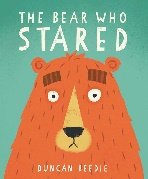 THE BEAR WHO
STARED
DUNCAN BEEDIE